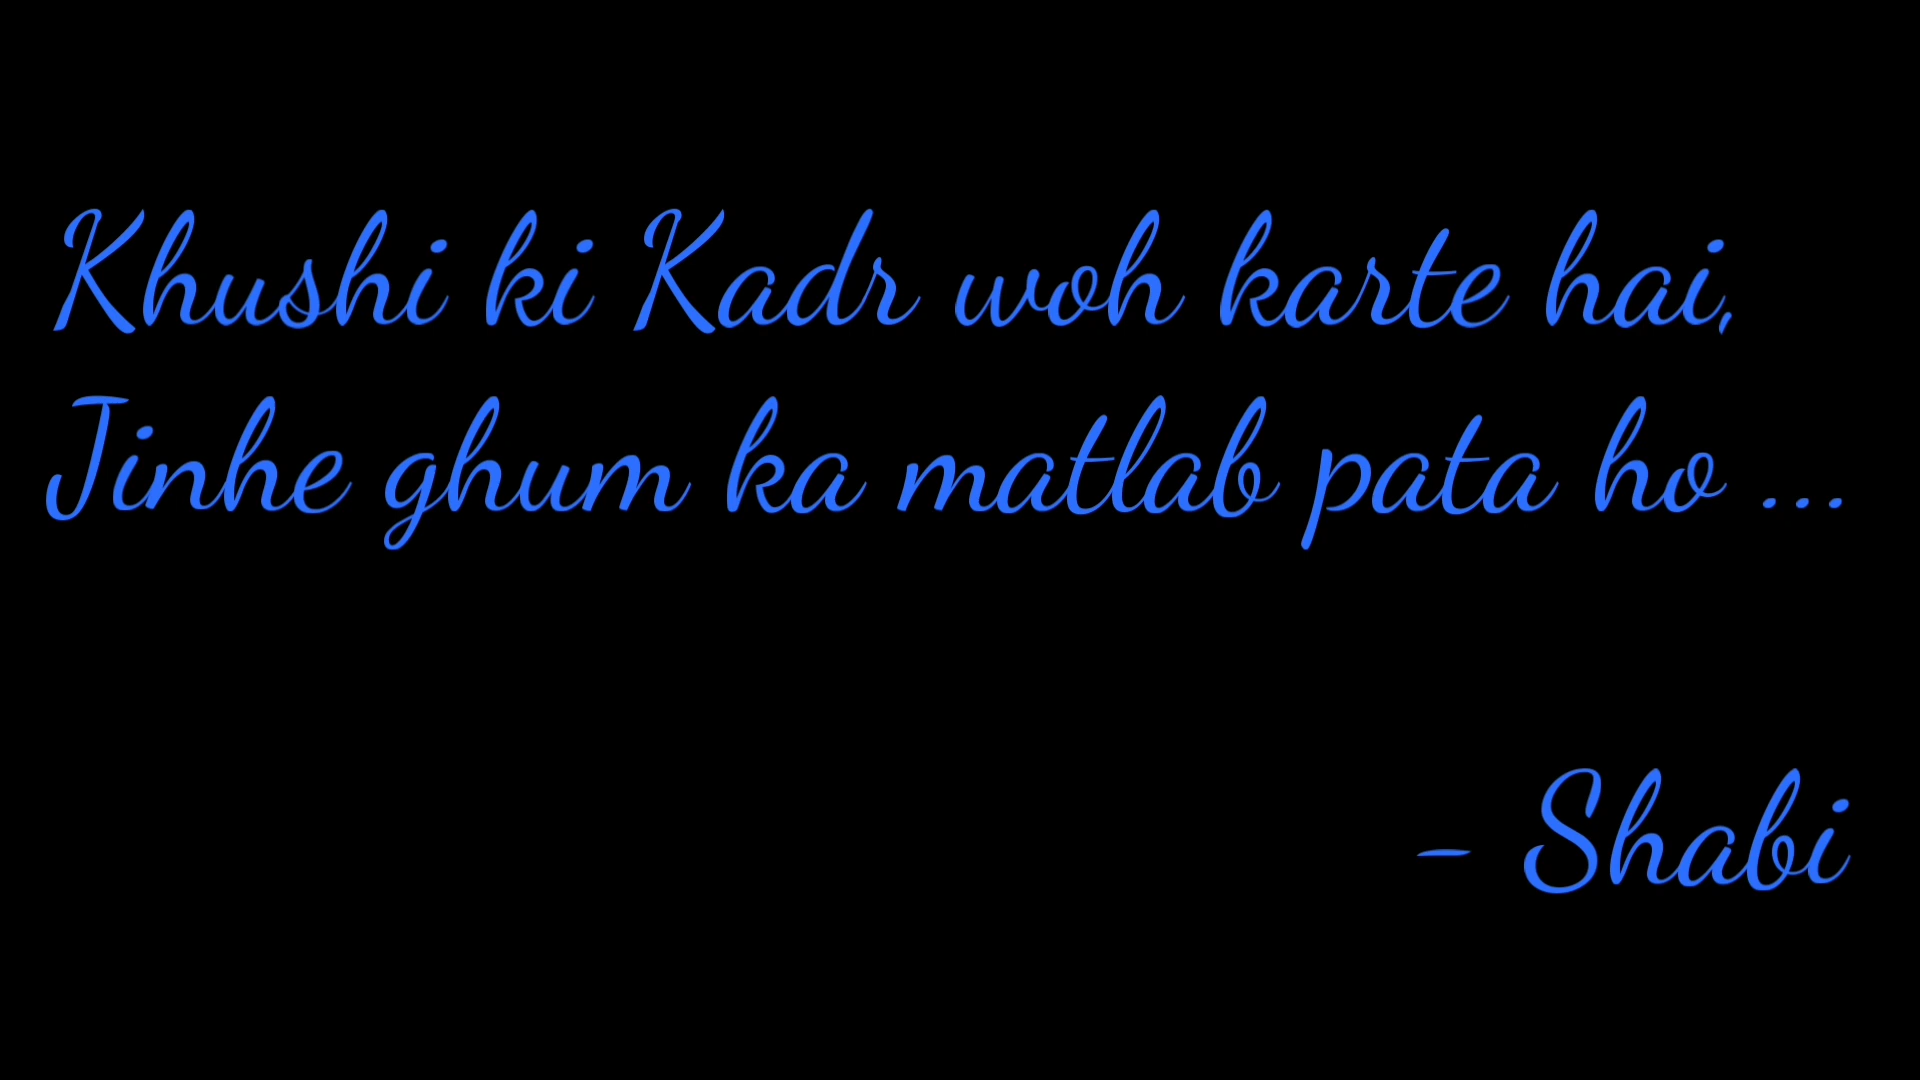 Khushi ki Kadr woh karte hai,
Jinhe ghum ka matlab pata ho ...
- Shabi